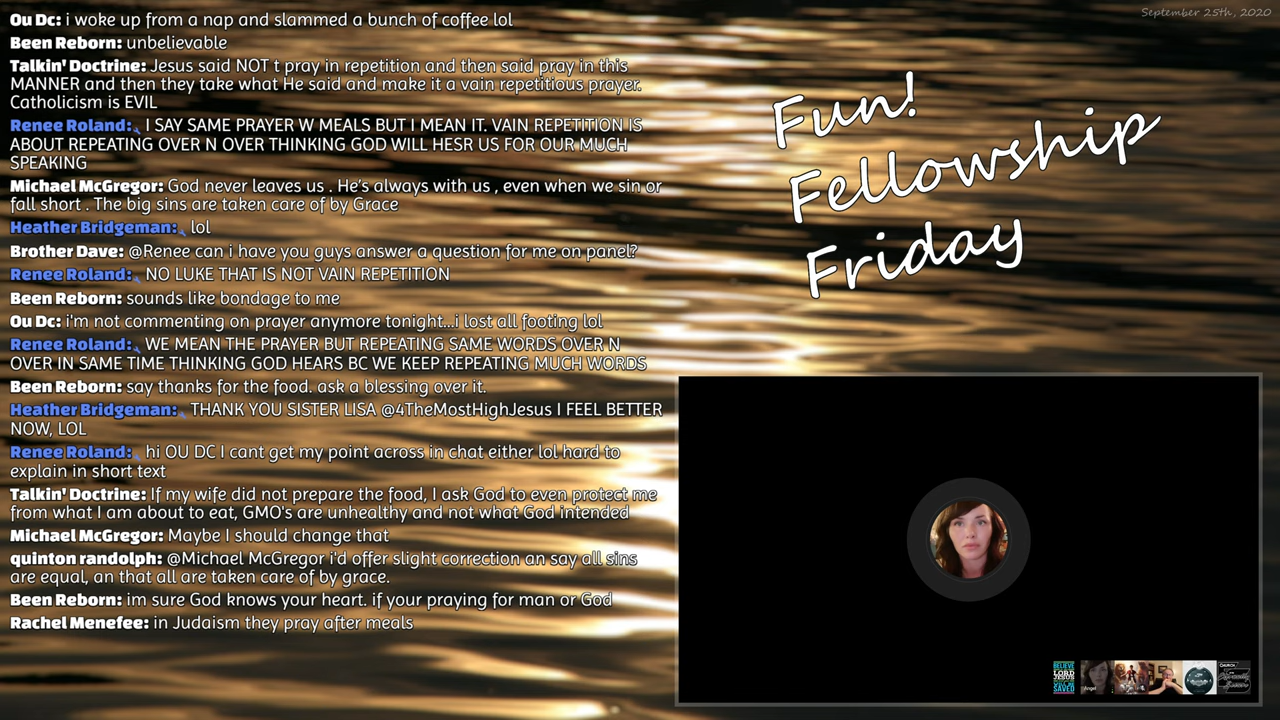 September 25th, 2020
Ou Dc: i woke up from a nap and slammed a bunch of coffee lol
Been Reborn: unbelievable
Talkin' Doctrine: Jesus said NOT t pray in repetition and then said pray in this
MANNER and then they take what He said and make it a vain repetitious prayer.
Catholicism is EVIL
Renee Roland: I SAY SAME PRAYER W MEALS BUT I MEAN IT. VAIN REPETITION IS
ABOUT REPEATING OVER N OVER THINKING GOD WILL HESR US FOR OUR MUCH
SPEAKING
Michael McGregor: God never leaves us . He's always with us , even when we sin or
fall short . The big sins are taken care of by Grace
Heather Bridgeman: lol
Brother Dave: @Renee can i have you guys answer a question for me on panel?
Renee Roland: NO LUKE THAT IS NOT VAIN REPETITION
Been Reborn: sounds like bondage to me
Ou Dc: i'm not commenting on prayer anymore tonight...i lost all footing lol
Renee Roland: WE MEAN THE PRAYER BUT REPEATING SAME WORDS OVER N
OVER IN SAME TIME THINKING GOD HEARS BC WE KEEP REPEATING MUCH WORDS
Been Reborn: say thanks for the food. ask a blessing over it.
Heather Bridgeman: THANK YOU SISTER LISA @4TheMostHighJesus I FEEL BETTER
NOW, LOL
Renee Roland: hi OU DC I cant get my point across in chat either lol hard to
explain in short text
Talkin' Doctrine: If my wife did not prepare the food, I ask God to even protect me
from what I am about to eat, GMO's are unhealthy and not what God intended
Michael McGregor: Maybe I should change that
quinton randolph: @Michael McGregor i'd offer slight correction an say all sins
are equal, an that all are taken care of by grace.
Been Reborn: im sure God knows your heart. if your praying for man or God
Rachel Menefee: in Judaism they pray after meals
Fun!
Fellowship
Friday
BELIEVE
LORD
JESUS
SAVED
Angel
CHURCH